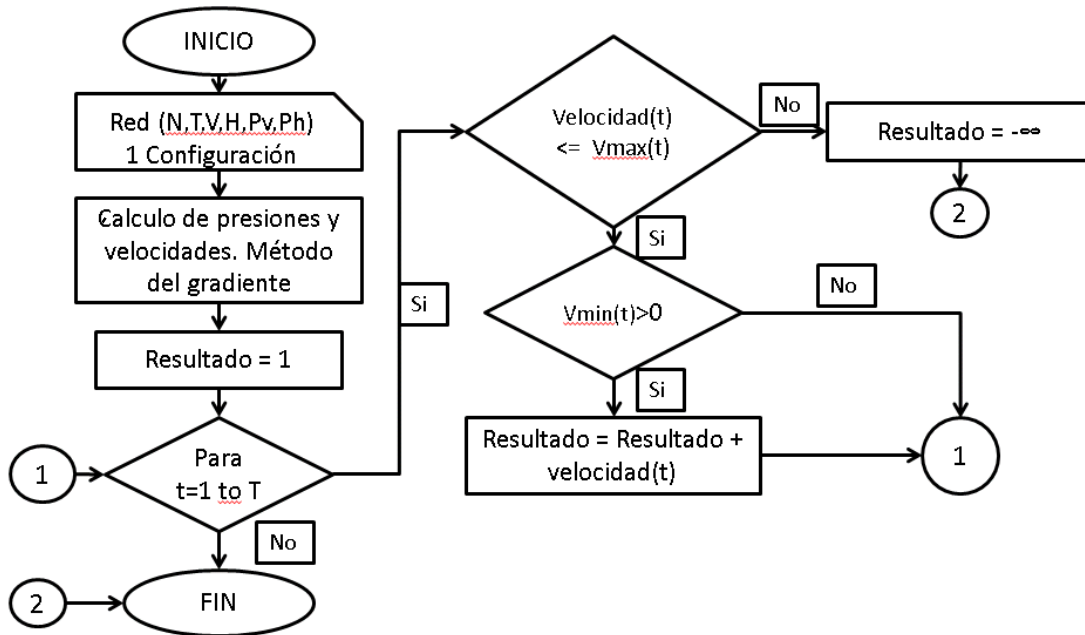 INICIO
Red (N,T,V,H,Pv,Ph)
1 Configuración
Calculo de presiones y
velocidades. Método
del gradiente
Resultado = 1
1
Para
t=1 to T
No
2
FIN
Si
Velocidad(t)
<= Vmax(t)
No
Resultado = -∞
2
Si
Vmin(t)>0
No
Si
Resultado = Resultado +
velocidad(t)
1